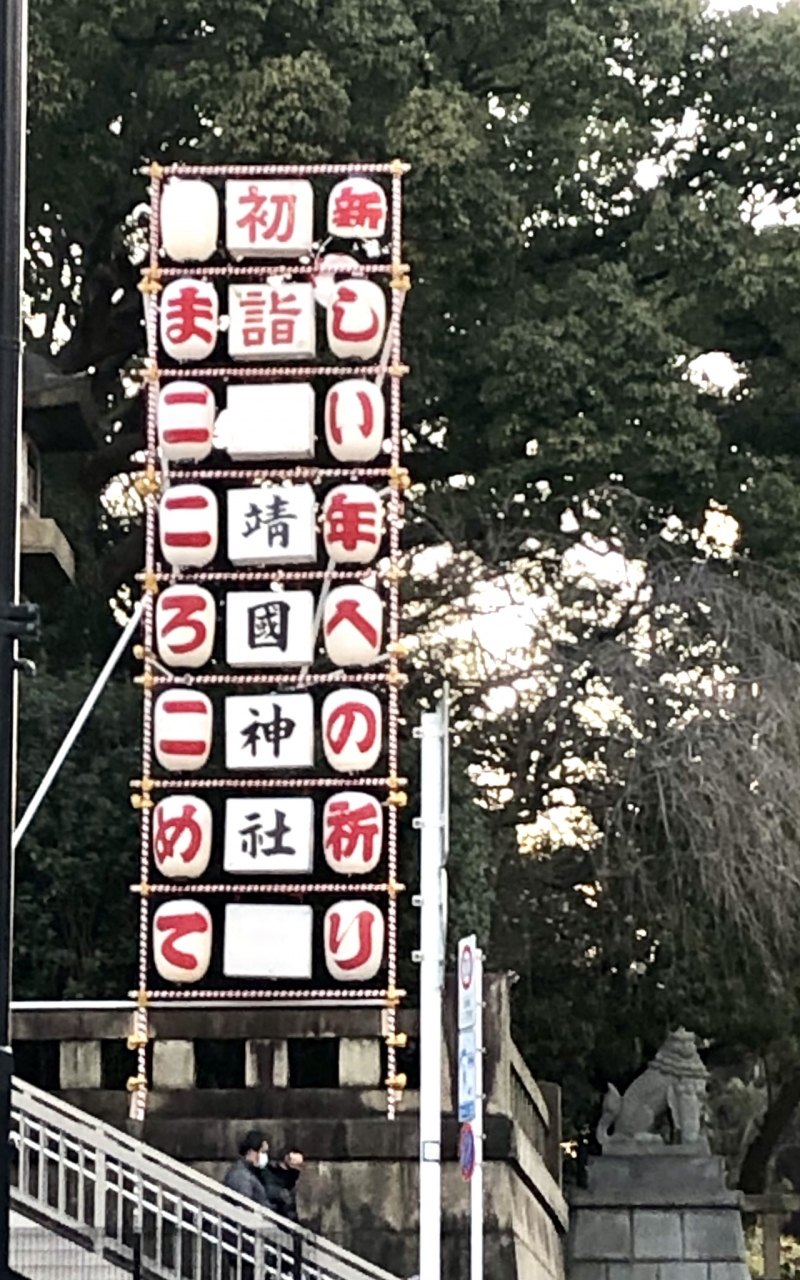 新しい年への祈り
初詣
靖國神社
まこころこめて